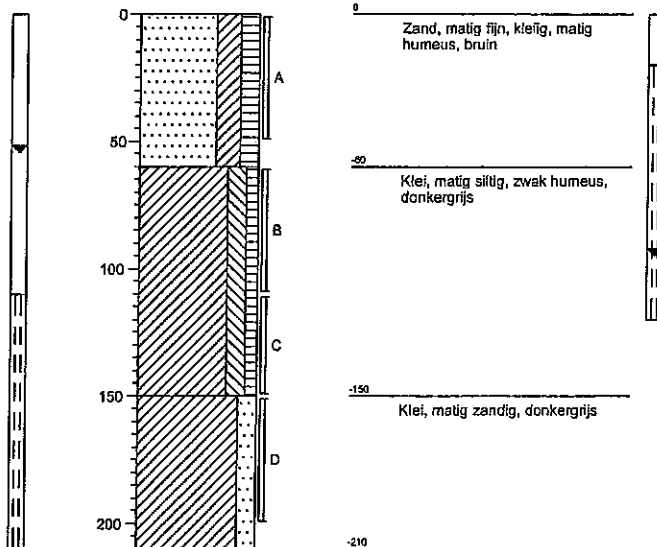 0
0
Zand, matig fijn, kleiïg, matig
humeus, bruin
A
50
-60
Klei, matig siltig, zwak humeus,
donkergrijs
B
100
C
150
-150
Klei, matig zandig, donkergrijs
D
200
-210